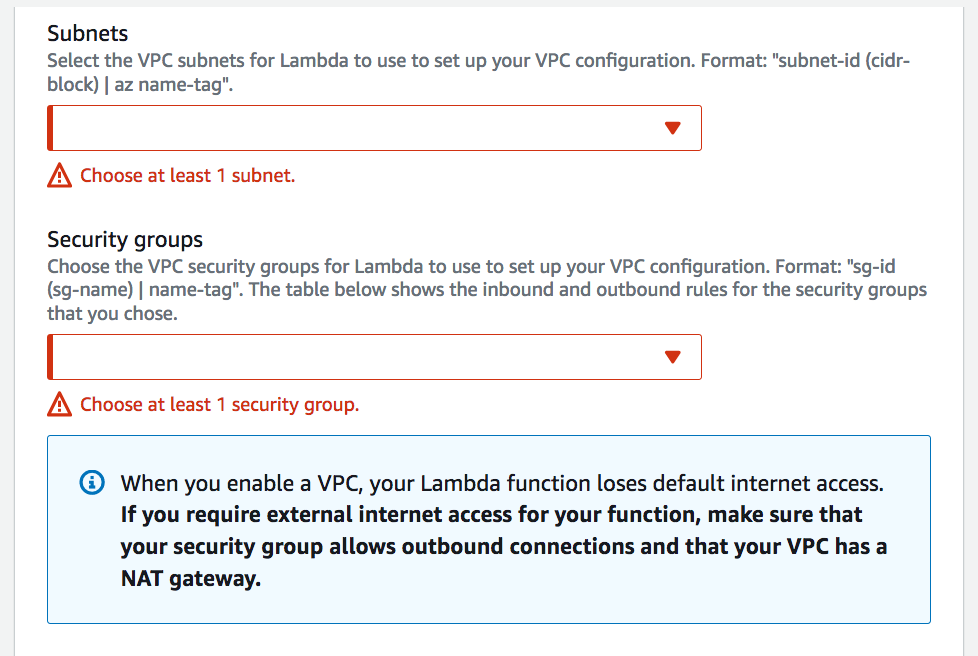 Subnets
Select the VPC subnets for Lambda to use to set up your VPC configuration. Format: "subnet-id (cidr-
block) | az name-tag".
Choose at least 1 subnet.
Security groups
Choose the VPC security groups for Lambda to use to set up your VPC configuration. Format: "sg-id
(sg-name) | name-tag". The table below shows the inbound and outbound rules for the security groups
that you chose.
Choose at least 1 security group.
When you enable a VPC, your Lambda function loses default internet access.
If you require external internet access for your function, make sure that
your security group allows outbound connections and that your VPC has a
NAT gateway.